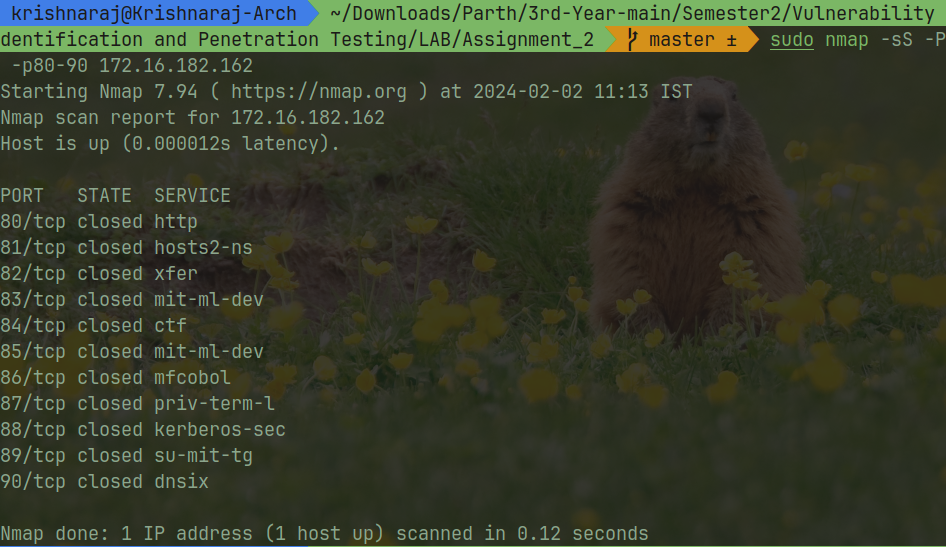 krishnaraj@Krishnaraj-Arch ~/Downloads/Parth/3rd-Year-main/Semester2/Vulnerability
dentification and Penetration Testing/LAB/Assignment_2 master ± sudo nmap -sS -P
-p80-90 172.16.182.162
Starting Nmap 7.94 ( https://nmap.org ) at 2024-02-02 11:13 IST
Nmap scan report for 172.16.182.162
Host is up (0.000012s latency).
PORT STATE SERVICE
80/tcp closed http
81/tcp closed hosts2-ns
82/tcp closed xfer
83/tcp closed mit-ml-dev
84/tcp closed ctf
85/tcp closed mit-ml-dev
86/tcp closed mfcobol
87/tcp closed priv-term-l
88/tcp closed kerberos-sec
89/tcp closed su-mit-tg
90/tcp closed dnsix
Nmap done: 1 IP address (1 host up) scanned in 0.12 seconds